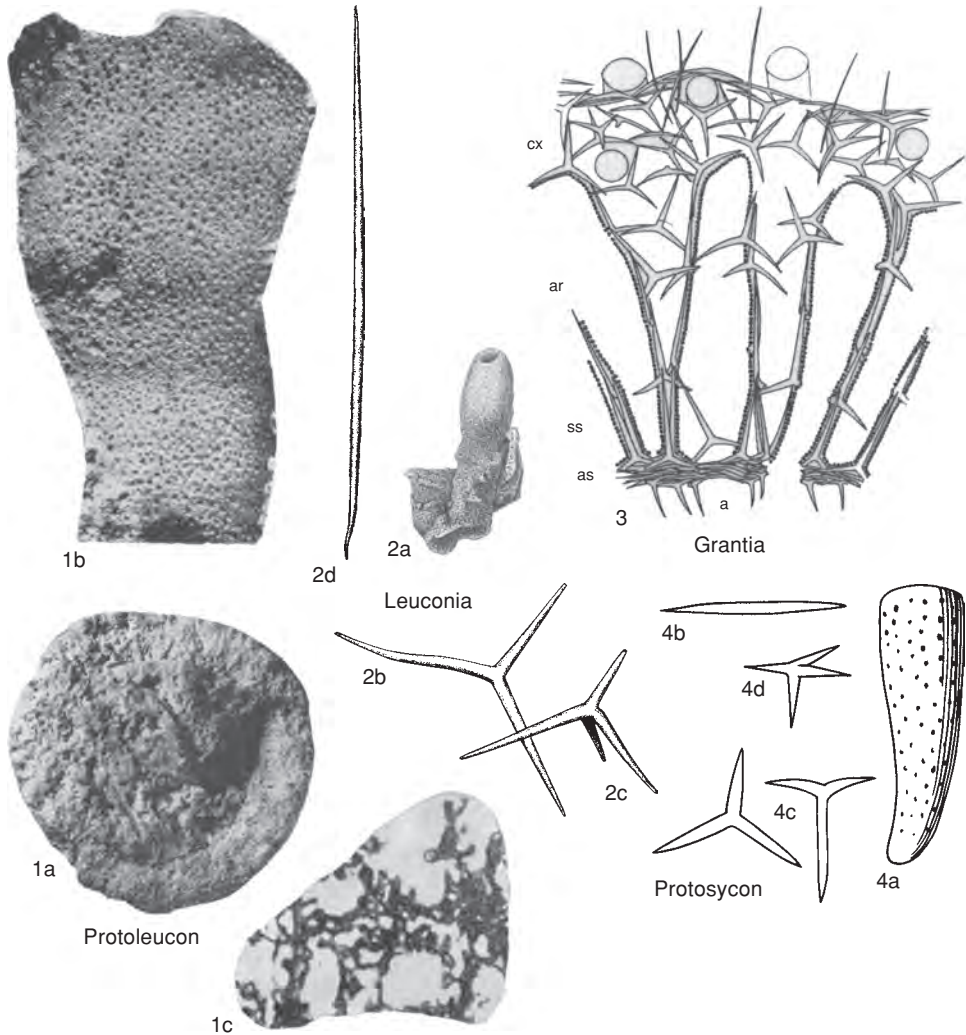 cx
ar
ss
as
a
3
Grantia
1b
2d
2a
Leuconia
2b
2c
4b
4d
4c
4a
Protosycon
1a
Protoleucon
1c